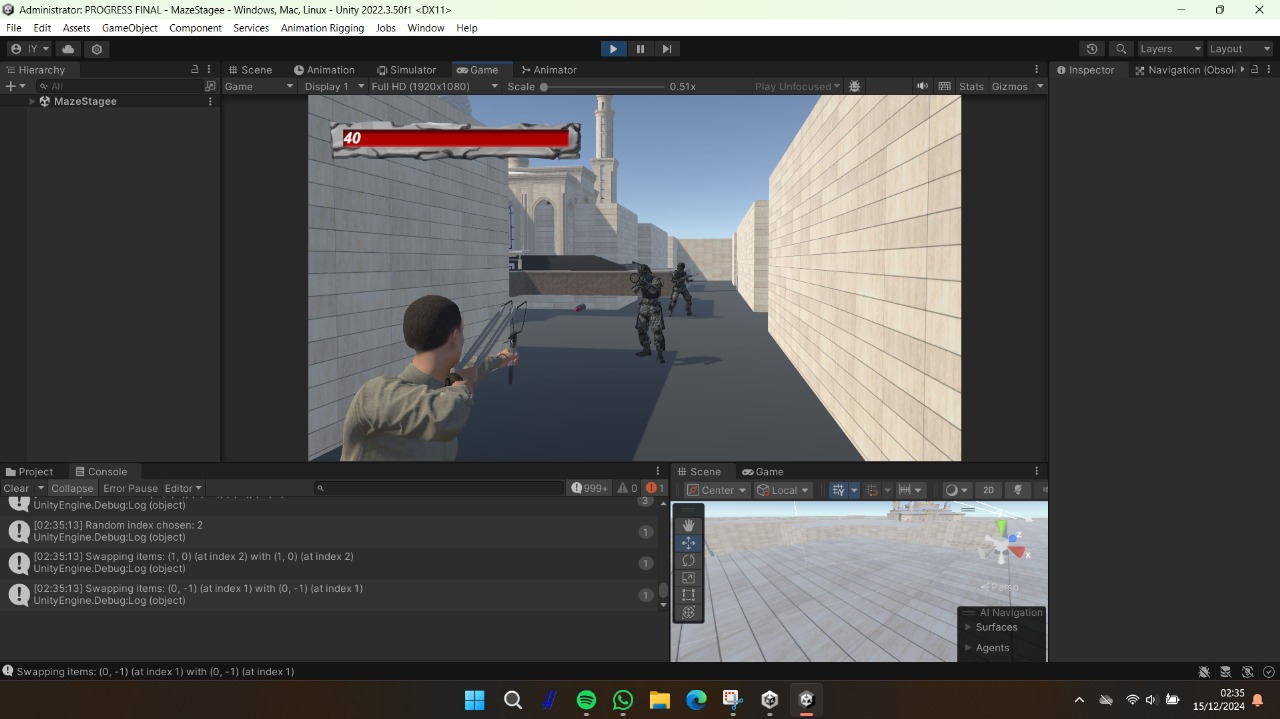 Administrator: PROGRESS FINAL - MazeStagee - Windows, Mac, Linux - Unity 2022.3.50f1 <DX11>
File Edit Assets GameObject Component Services Animation Rigging Jobs Window Help
IY Layers Layout
Hierarchy Scene Animation Simulator Game Animator Inspector Navigation (Obsol
All Game Display 1 Full HD (1920x1080) Scale 0.51x Play Unfocused Stats Gizmos
MazeStagee
40
Project Console Scene Game
Clear Collapse Error Pause Editor 999+ 0 1 Center Local 2D
UnityEngine.Debug:Log (object) 3
[02:35:13] Random index chosen: 2
UnityEngine.Debug:Log (object) 1
[02:35:13] Swapping items: (1, 0) (at index 2) with (1, 0) (at index 2)
UnityEngine.Debug:Log (object) 1
[02:35:13] Swapping items: (0, -1) (at index 1) with (0, -1) (at index 1)
UnityEngine.Debug:Log (object) 1
x
Persp
AI Navigation
Surfaces
Agents
Swapping items: (0, -1) (at index 1) with (0, -1) (at index 1)
02:35
15/12/2024